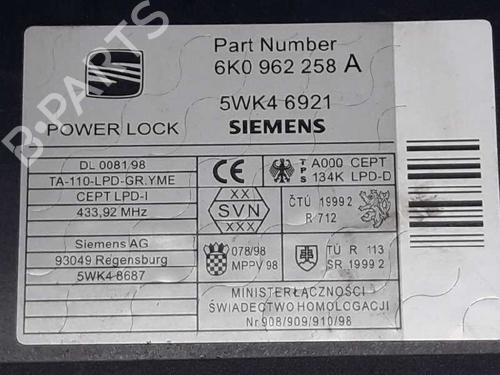 Part Number
6K0 962 258 A
5WK4 6921
POWER LOCK SIEMENS
DL 0081/98
TA-110-LPD-GR.YME
CEPT LPD-I
433,92 MHz
CE
XX
SVN
XXX
T P S A000 CEPT
134K LPD-D
ČTÚ 1999 2
R 712
Siemens AG
93049 Regensburg
5WK4 8687
078/98
MPPV 98
TÚ R 113
SR 1999 2
MINISTERŁĄCZNOŚCI
ŚWIADECTWO HOMOLOGACJI
Nr 908/909/910/98
B-PARTS